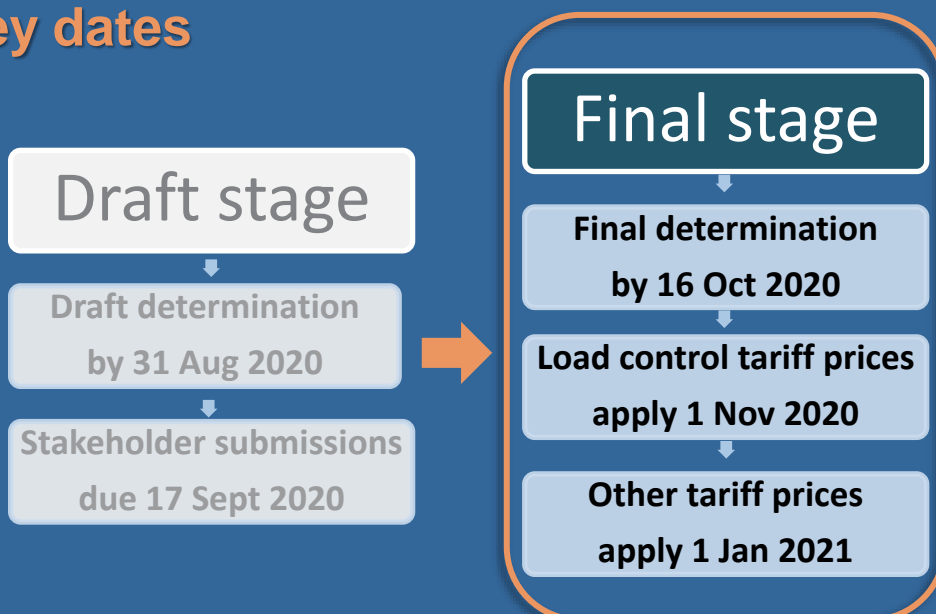 ey dates
Draft stage
Draft determination
by 31 Aug 2020
Stakeholder submissions
due 17 Sept 2020
Final stage
Final determination
by 16 Oct 2020
Load control tariff prices
apply 1 Nov 2020
Other tariff prices
apply 1 Jan 2021